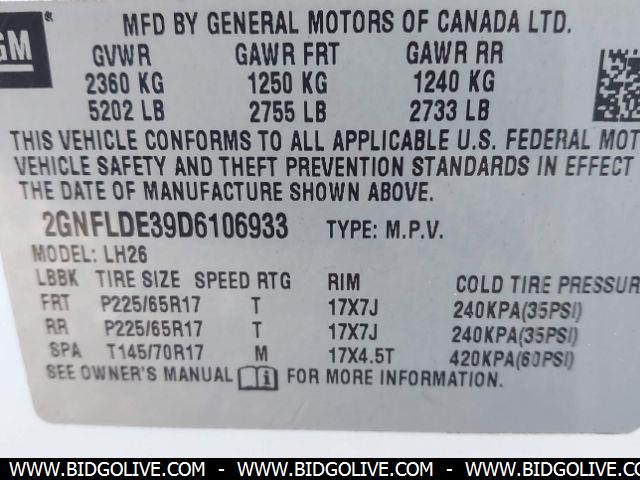 GM
MFD BY GENERAL MOTORS OF CANADA LTD.
GVWR GAWR FRT GAWR RR
2360 KG 1250 KG 1240 KG
5202 LB 2755 LB 2733 LB
THIS VEHICLE CONFORMS TO ALL APPLICABLE U.S. FEDERAL MOT
VEHICLE SAFETY AND THEFT PREVENTION STANDARDS IN EFFECT
THE DATE OF MANUFACTURE SHOWN ABOVE.
2GNFLDE39D6106933 TYPE: M.P.V.
MODEL: LH26
LBBK TIRE SIZE SPEED RTG RIM COLD TIRE PRESSUR
FRT P225/65R17 T 17X7J 240KPA(35PSI)
RR P225/65R17 T 17X7J 240KPA(35PSI)
SPA T145/70R17 M 17X4.5T 420KPA(60PSI)
SEE OWNER'S MANUAL i FOR MORE INFORMATION.
WWW.BIDGOLIVE.COM - WWW.BIDGOLIVE.COM - WWW.BIDGOLIVE.COM